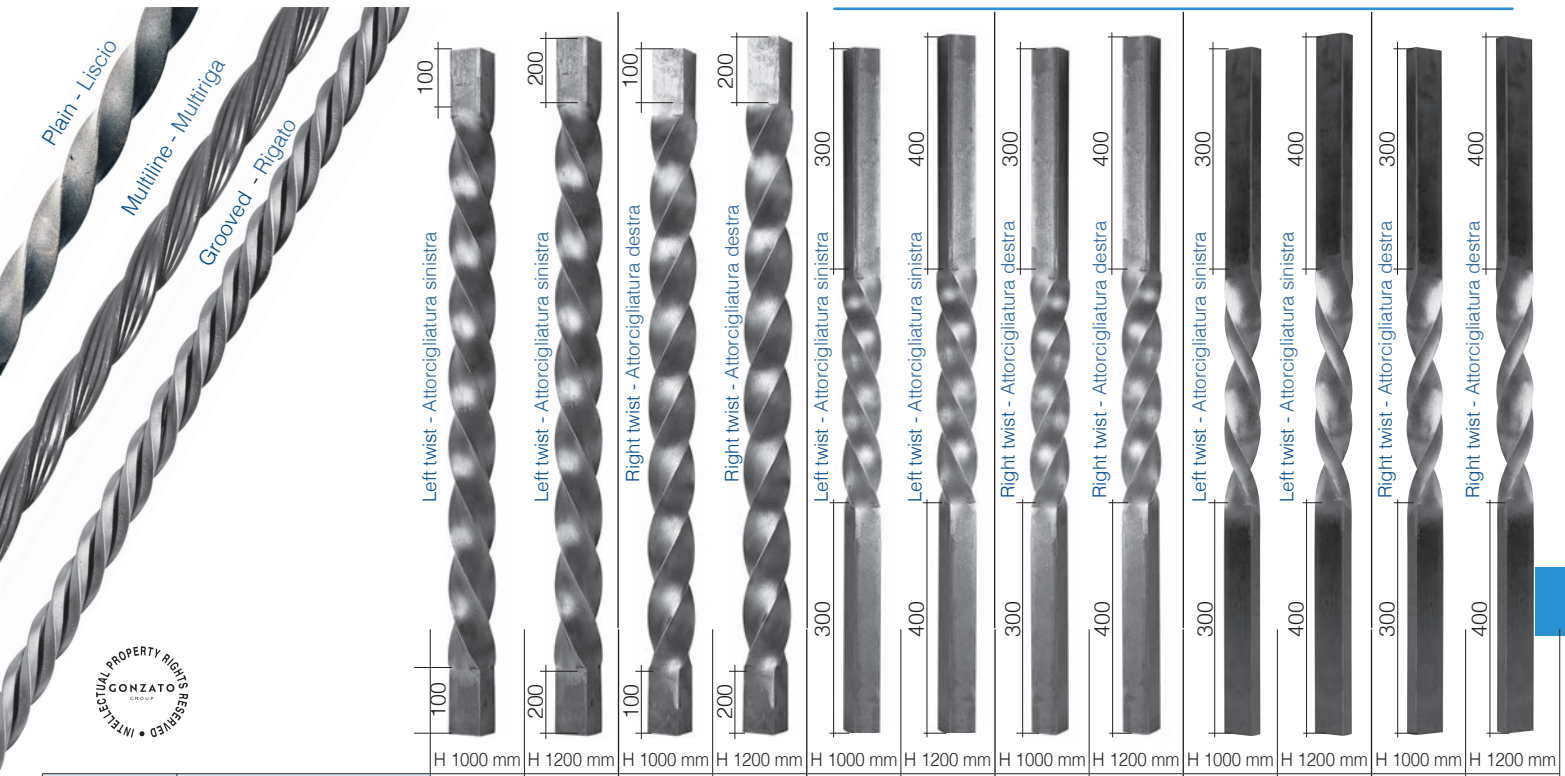 Plain - Liscio
Multiline - Multiriga
Grooved - Rigato
INTELLECTUAL PROPERTY RIGHTS RESERVED •
GONZATO
GROUP
100
Left twist - Attorcigliatura sinistra
100
H 1000 mm
200
Left twist - Attorcigliatura sinistra
200
H 1200 mm
100
Right twist - Attorcigliatura destra
100
H 1000 mm
200
Right twist - Attorcigliatura destra
200
H 1200 mm
300
Left twist - Attorcigliatura sinistra
300
H 1000 mm
400
Left twist - Attorcigliatura sinistra
400
H 1200 mm
300
Right twist - Attorcigliatura destra
300
H 1000 mm
400
Right twist - Attorcigliatura destra
400
H 1200 mm
300
Left twist - Attorcigliatura sinistra
300
H 1000 mm
400
Left twist - Attorcigliatura sinistra
400
H 1200 mm
300
Right twist - Attorcigliatura destra
300
H 1000 mm
400
Right twist - Attorcigliatura destra
400
H 1200 mm